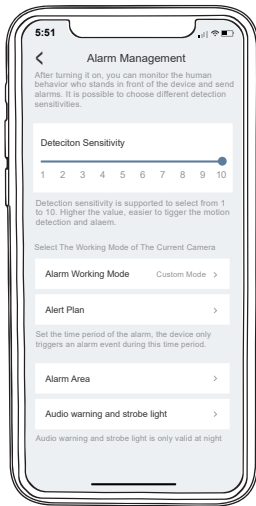 5:51
Alarm Management
After turning it on, you can monitor the human
behavior who stands in front of the device and send
alarms. It is possible to choose different detection
sensitivities.
Deteciton Sensitivity
1 2 3 4 5 6 7 8 9 10
Detection sensitivity is supported to select from 1
to 10. Higher the value, easier to tigger the motion
detection and alaem.
Select The Working Mode of The Current Camera
Alarm Working Mode Custom Mode >
Alert Plan >
Set the time period of the alarm, the device only
triggers an alarm event during this time period.
Alarm Area >
Audio warning and strobe light >
Audio warning and strobe light is only valid at night